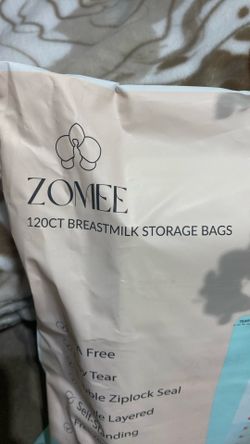 ZOMEE
120CT BREASTMILK STORAGE BAGS
Free
Tear
Ziplock Seal
Layered